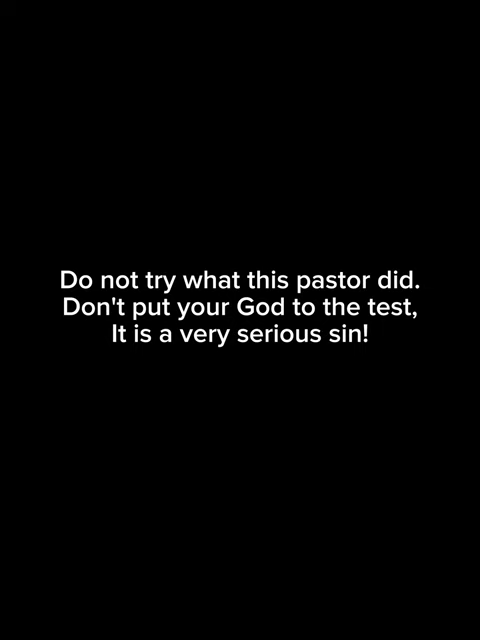 Do not try what this pastor did.
Don't put your God to the test,
It is a very serious sin!